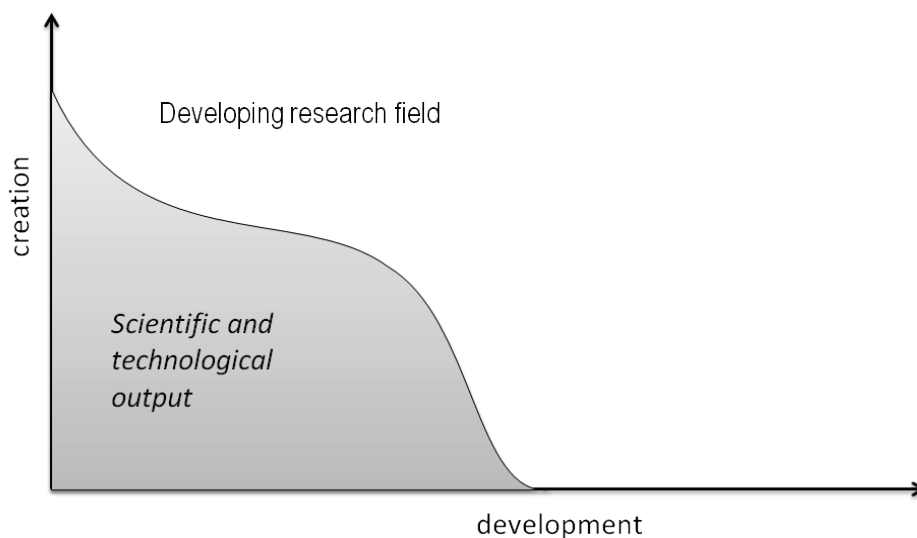 Developing research field
creation
Scientific and
technological
output
development